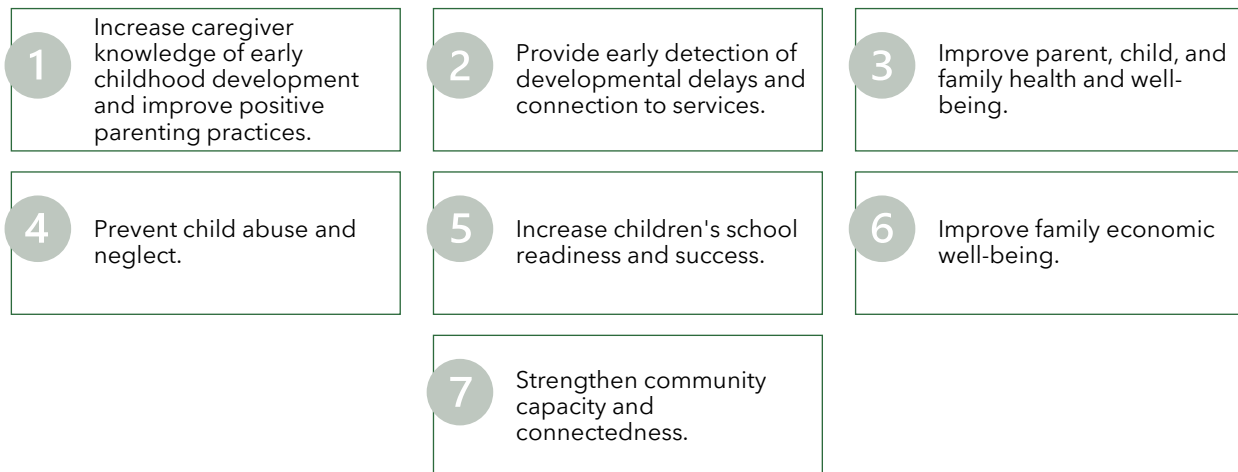 1
Increase caregiver
knowledge of early
childhood development
and improve positive
parenting practices.
2
Provide early detection of
developmental delays and
connection to services.
3
Improve parent, child, and
family health and well-
being.
4
Prevent child abuse and
neglect.
5
Increase children's school
readiness and success.
6
Improve family economic
well-being.
7
Strengthen community
capacity and
connectedness.